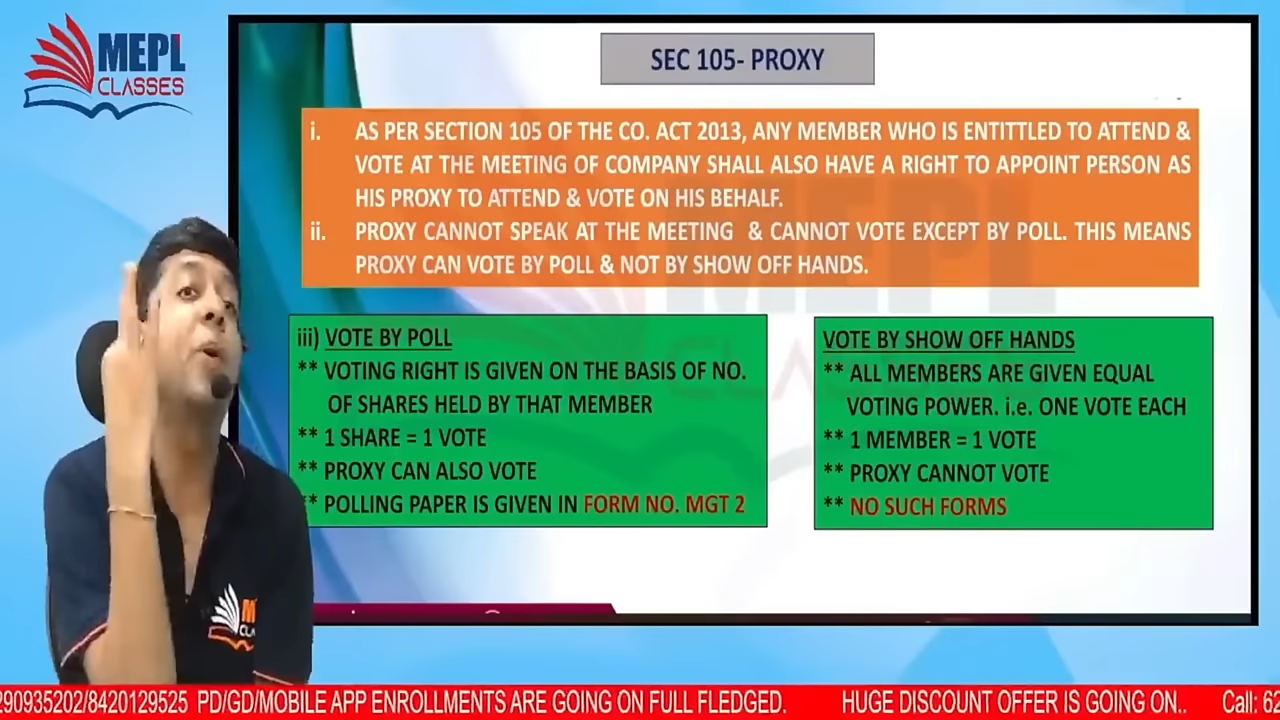 MEPL
CLASSES
SEC 105- PROXY
i. AS PER SECTION 105 OF THE CO. ACT 2013, ANY MEMBER WHO IS ENTITTLED TO ATTEND &
VOTE AT THE MEETING OF COMPANY SHALL ALSO HAVE A RIGHT TO APPOINT PERSON AS
HIS PROXY TO ATTEND & VOTE ON HIS BEHALF.
ii. PROXY CANNOT SPEAK AT THE MEETING & CANNOT VOTE EXCEPT BY POLL. THIS MEANS
PROXY CAN VOTE BY POLL & NOT BY SHOW OFF HANDS.
iii) VOTE BY POLL
** VOTING RIGHT IS GIVEN ON THE BASIS OF NO.
OF SHARES HELD BY THAT MEMBER
** 1 SHARE = 1 VOTE
** PROXY CAN ALSO VOTE
** POLLING PAPER IS GIVEN IN FORM NO. MGT 2
VOTE BY SHOW OFF HANDS
** ALL MEMBERS ARE GIVEN EQUAL
VOTING POWER. i.e. ONE VOTE EACH
** 1 MEMBER = 1 VOTE
** PROXY CANNOT VOTE
** NO SUCH FORMS
MEPL
CLASSES
290935202/8420129525 PD/GD/MOBILE APP ENROLLMENTS ARE GOING ON FULL FLEDGED. HUGE DISCOUNT OFFER IS GOING ON.. Call: 62